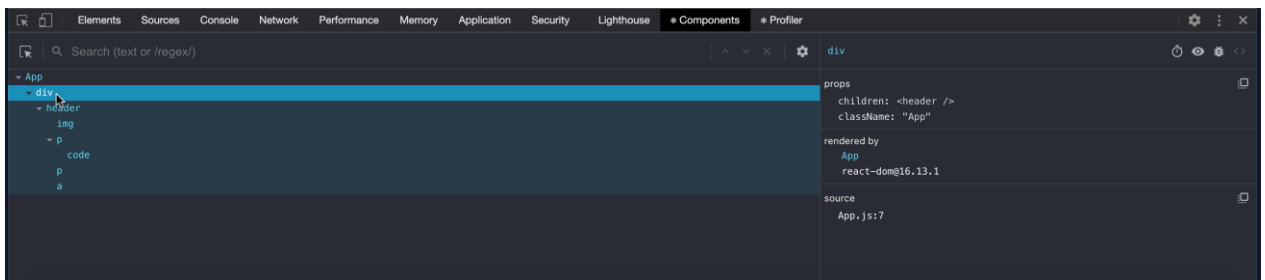 Elements Sources Console Network Performance Memory Application Security Lighthouse Components Profiler
Search (text or /regex/)
div
App
div
header
img
p
code
p
a
props
children: <header />
className: "App"
rendered by
App
react-dom@16.13.1
source
App.js:7